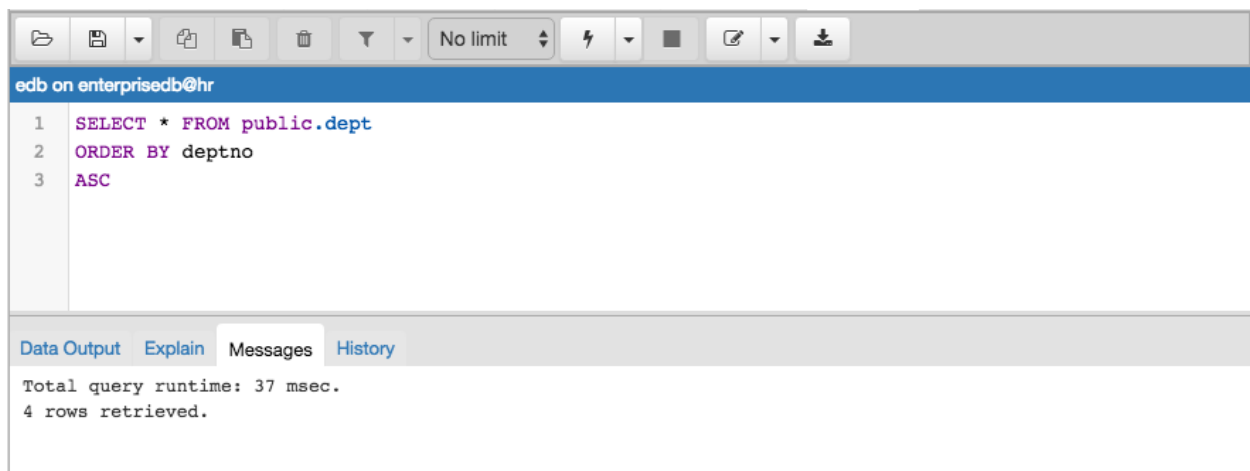 No limit
edb on enterprisedb@hr
1 SELECT * FROM public.dept
2 ORDER BY deptno
3 ASC
Data Output Explain Messages History
Total query runtime: 37 msec.
4 rows retrieved.